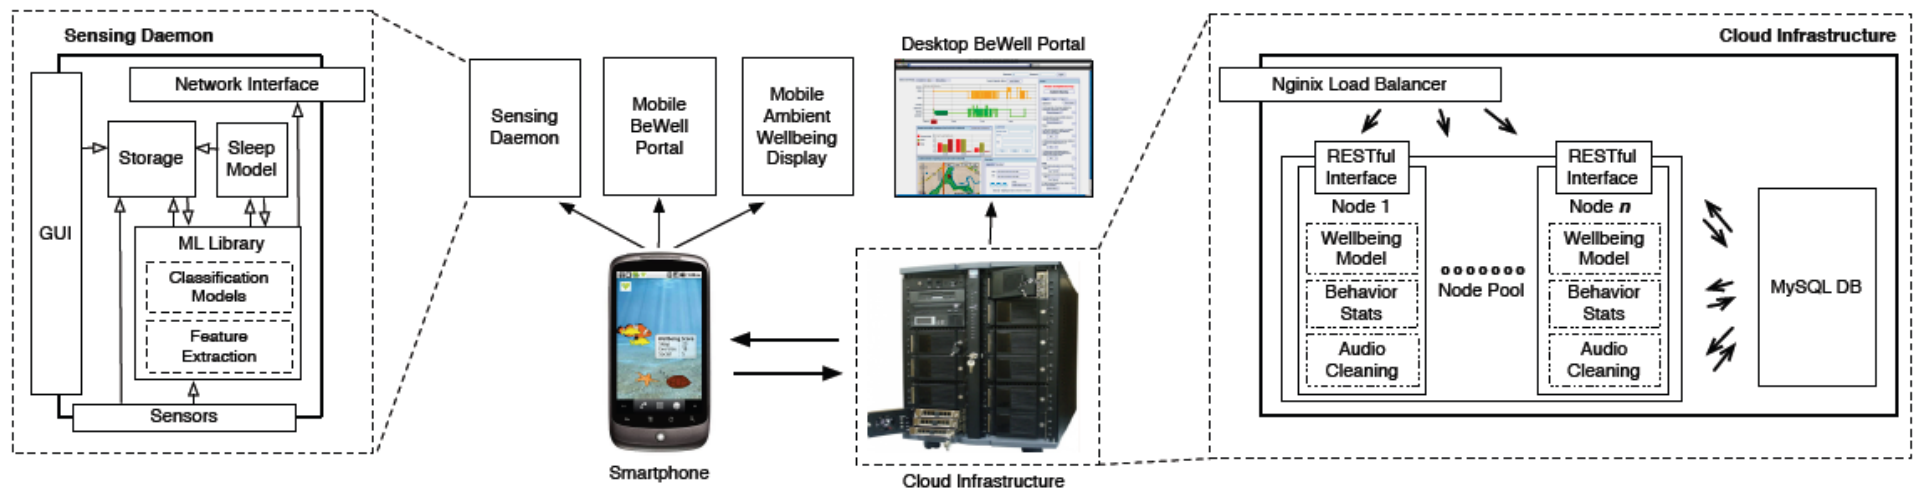 Sensing Daemon
Network Interface
Storage
Sleep
Model
GUI
ML Library
Classification
Models
Feature
Extraction
Sensors
Sensing
Daemon
Mobile
BeWell
Portal
Mobile
Ambient
Wellbeing
Display
Desktop BeWell Portal
Smartphone
Cloud Infrastructure
Cloud Infrastructure
Nginix Load Balancer
RESTful
Interface
Node 1
Wellbeing
Model
Behavior
Stats
Audio
Cleaning
Node Pool
RESTful
Interface
Node n
Wellbeing
Model
Behavior
Stats
Audio
Cleaning
MySQL DB